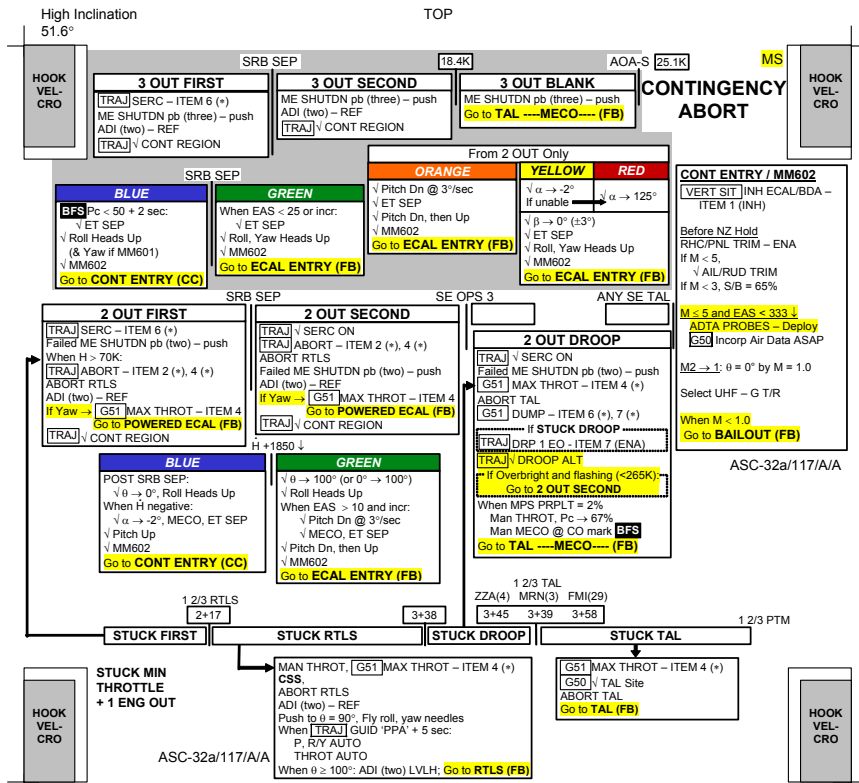 High Inclination
51.6°
TOP
MS
HOOK
VEL-
CRO
SRB SEP
18.4K
AOA-S 25.1K
HOOK
VEL-
CRO
CONTINGENCY
ABORT
3 OUT FIRST
TRAJ SERC – ITEM 6 (*)
ME SHUTDN pb (three) – push
ADI (two) – REF
TRAJ √ CONT REGION
3 OUT SECOND
ME SHUTDN pb (three) – push
ADI (two) – REF
TRAJ √ CONT REGION
3 OUT BLANK
ME SHUTDN pb (three) – push
Go to TAL ----MECO---- (FB)
SRB SEP
BLUE
BFS Pc < 50 + 2 sec:
√ ET SEP
√ Roll Heads Up
(& Yaw if MM601)
√ MM602
Go to CONT ENTRY (CC)
GREEN
When EAS < 25 or incr:
√ ET SEP
√ Roll, Yaw Heads Up
√ MM602
Go to ECAL ENTRY (FB)
From 2 OUT Only
ORANGE
√ Pitch Dn @ 3°/sec
√ ET SEP
√ Pitch Dn, then Up
√ MM602
Go to ECAL ENTRY (FB)
YELLOW
√ α → -2°
If unable
RED
√ α → 125°
√ β → 0° (±3°)
√ ET SEP
√ Roll, Yaw Heads Up
√ MM602
Go to ECAL ENTRY (FB)
CONT ENTRY / MM602
VERT SIT INH ECAL/BDA –
ITEM 1 (INH)
Before NZ Hold
RHC/PNL TRIM – ENA
If M < 5,
√ AIL/RUD TRIM
If M < 3, S/B = 65%
M ≤ 5 and EAS < 333 ↓
ADTA PROBES – Deploy
G50 Incorp Air Data ASAP
M2 → 1: θ = 0° by M = 1.0
Select UHF – G T/R
When M < 1.0
Go to BAILOUT (FB)
ASC-32a/117/A/A
SRB SEP
SE OPS 3
ANY SE TAL
2 OUT FIRST
TRAJ SERC – ITEM 6 (*)
Failed ME SHUTDN pb (two) – push
When H > 70K:
TRAJ ABORT – ITEM 2 (*), 4 (*)
ABORT RTLS
ADI (two) – REF
If Yaw → G51 MAX THROT – ITEM 4
Go to POWERED ECAL (FB)
TRAJ √ CONT REGION
2 OUT SECOND
TRAJ √ SERC ON
TRAJ ABORT – ITEM 2 (*), 4 (*)
ABORT RTLS
Failed ME SHUTDN pb (two) – push
ADI (two) – REF
If Yaw → G51 MAX THROT – ITEM 4
Go to POWERED ECAL (FB)
TRAJ √ CONT REGION
2 OUT DROOP
TRAJ √ SERC ON
Failed ME SHUTDN pb (two) – push
G51 MAX THROT – ITEM 4 (*)
ABORT TAL
G51 DUMP – ITEM 6 (*), 7 (*)
If STUCK DROOP
TRAJ DRP 1 EO - ITEM 7 (ENA)
TRAJ √ DROOP ALT
If Overbright and flashing (<265K):
Go to 2 OUT SECOND
When MPS PRPLT = 2%
Man THROT, Pc → 67%
Man MECO @ CO mark BFS
Go to TAL ----MECO---- (FB)
Ḣ +1850 ↓
BLUE
POST SRB SEP:
√ θ → 0°, Roll Heads Up
When Ḣ negative:
√ α → -2°, MECO, ET SEP
√ Pitch Up
√ MM602
Go to CONT ENTRY (CC)
GREEN
√ θ → 100° (or 0° → 100°)
√ Roll Heads Up
When EAS > 10 and incr:
√ Pitch Dn @ 3°/sec
√ MECO, ET SEP
√ Pitch Dn, then Up
√ MM602
Go to ECAL ENTRY (FB)
1 2/3 RTLS
2+17
3+38
1 2/3 TAL
ZZA(4) MRN(3) FMI(29)
3+45 3+39 3+58
1 2/3 PTM
STUCK FIRST
STUCK RTLS
STUCK DROOP
STUCK TAL
HOOK
VEL-
CRO
STUCK MIN
THROTTLE
+ 1 ENG OUT
ASC-32a/117/A/A
MAN THROT, G51 MAX THROT – ITEM 4 (*)
CSS,
ABORT RTLS
ADI (two) – REF
Push to θ = 90°, Fly roll, yaw needles
When TRAJ GUID 'PPA' + 5 sec:
P, R/Y AUTO
THROT AUTO
When θ ≥ 100°: ADI (two) LVLH; Go to RTLS (FB)
G51 MAX THROT – ITEM 4 (*)
G50 √ TAL Site
ABORT TAL
Go to TAL (FB)
HOOK
VEL-
CRO